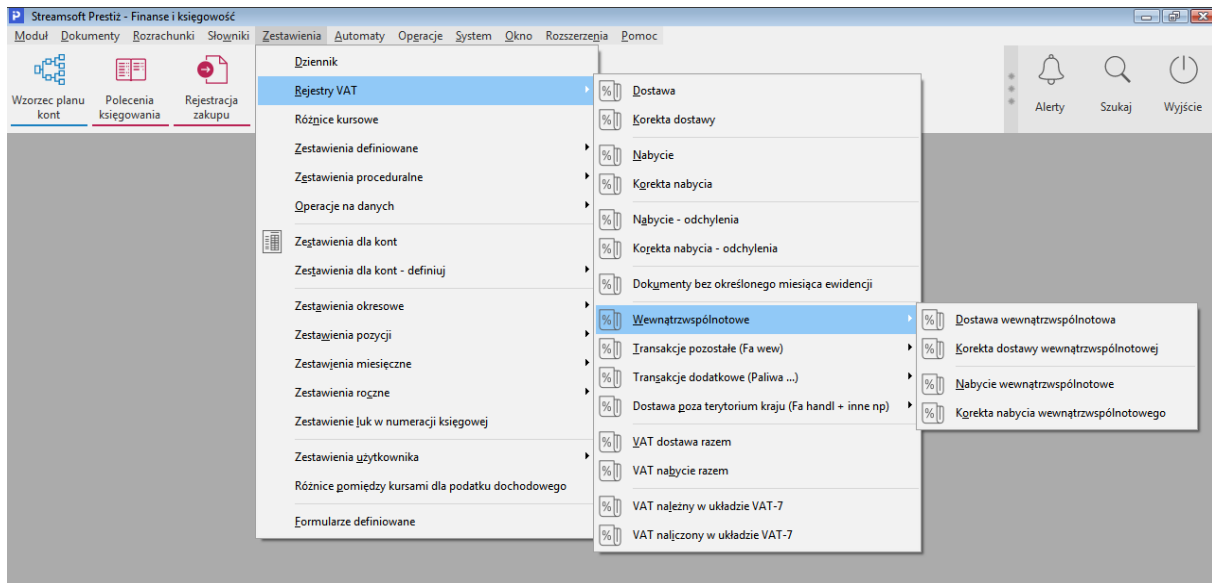 Streamsoft Prestiż - Finanse i księgowość
Moduł Dokumenty Rozrachunki Słowniki Zestawienia Automaty Operacje System Okno Rozszerzenia Pomoc
Wzorzec planu kont
Polecenia księgowania
Rejestracja zakupu
Alerty
Szukaj
Wyjście
Dziennik
Rejestry VAT
Różnice kursowe
Zestawienia definiowane
Zestawienia proceduralne
Operacje na danych
Zestawienia dla kont
Zestawienia dla kont - definiuj
Zestawienia okresowe
Zestawienia pozycji
Zestawienia miesięczne
Zestawienia roczne
Zestawienie luk w numeracji księgowej
Zestawienia użytkownika
Różnice pomiędzy kursami dla podatku dochodowego
Formularze definiowane
Dostawa
Korekta dostawy
Nabycie
Korekta nabycia
Nabycie - odchylenia
Korekta nabycia - odchylenia
Dokumenty bez określonego miesiąca ewidencji
Wewnątrzwspólnotowe
Transakcje pozostałe (Fa wew)
Transakcje dodatkowe (Paliwa ...)
Dostawa poza terytorium kraju (Fa handl + inne np)
VAT dostawa razem
VAT nabycie razem
VAT należny w układzie VAT-7
VAT naliczony w układzie VAT-7
Dostawa wewnątrzwspólnotowa
Korekta dostawy wewnątrzwspólnotowej
Nabycie wewnątrzwspólnotowe
Korekta nabycia wewnątrzwspólnotowego